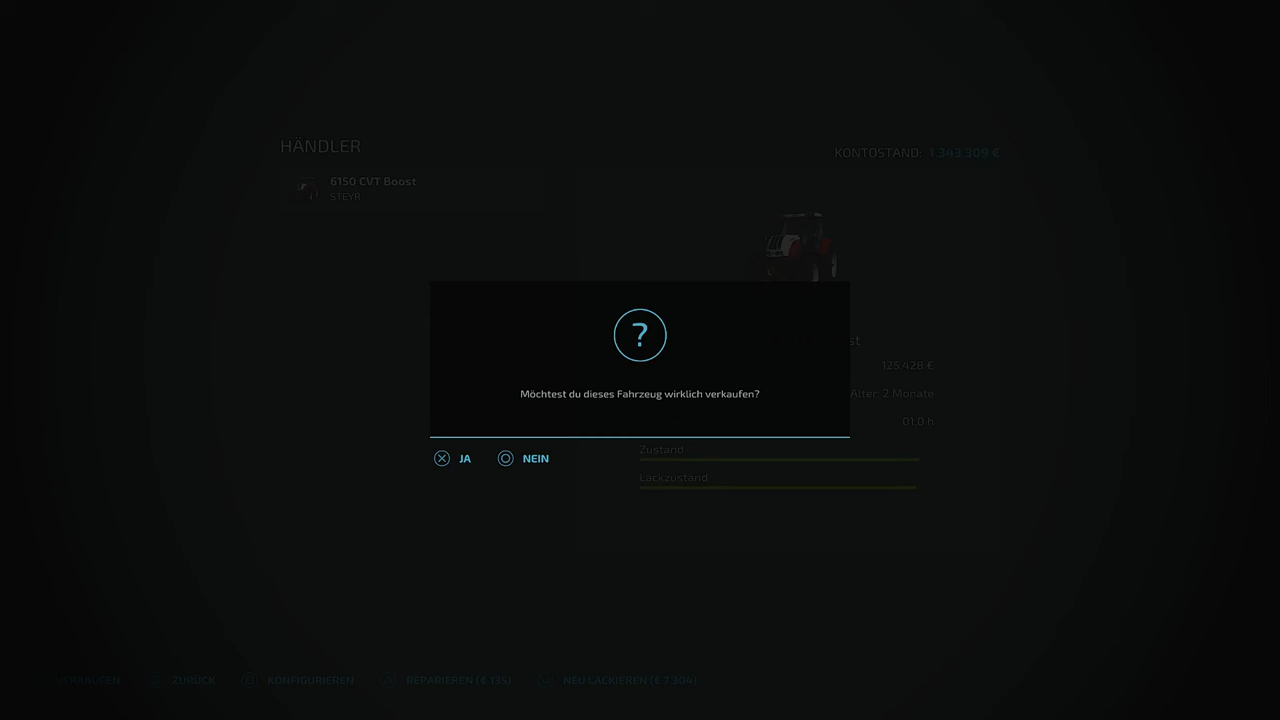 HÄNDLER
KONTOSTAND: 1 343 309 €
6150 CVT Boost
STEYR
Möchtest du dieses Fahrzeug wirklich verkaufen?
125 428 €
Alter: 2 Monate
01.0 h
JA
NEIN
Zustand
Lackzustand
VERKAUFEN
ZURÜCK
KONFIGURIEREN
REPARIEREN (€ 135)
NEU LACKIEREN (€ 7 304)